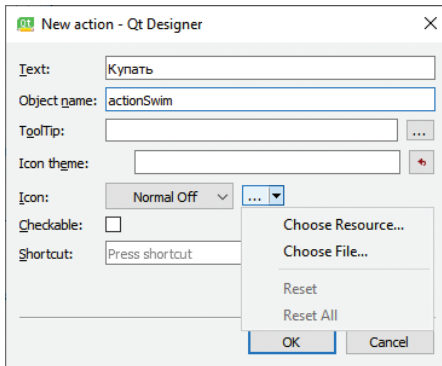 New action - Qt Designer
Text: Купать
Object name: actionSwim
ToolTip: ...
Icon theme:
Icon: Normal Off ...
Choose Resource...
Checkable:
Choose File...
Shortcut: Press shortcut
Reset
Reset All
OK Cancel